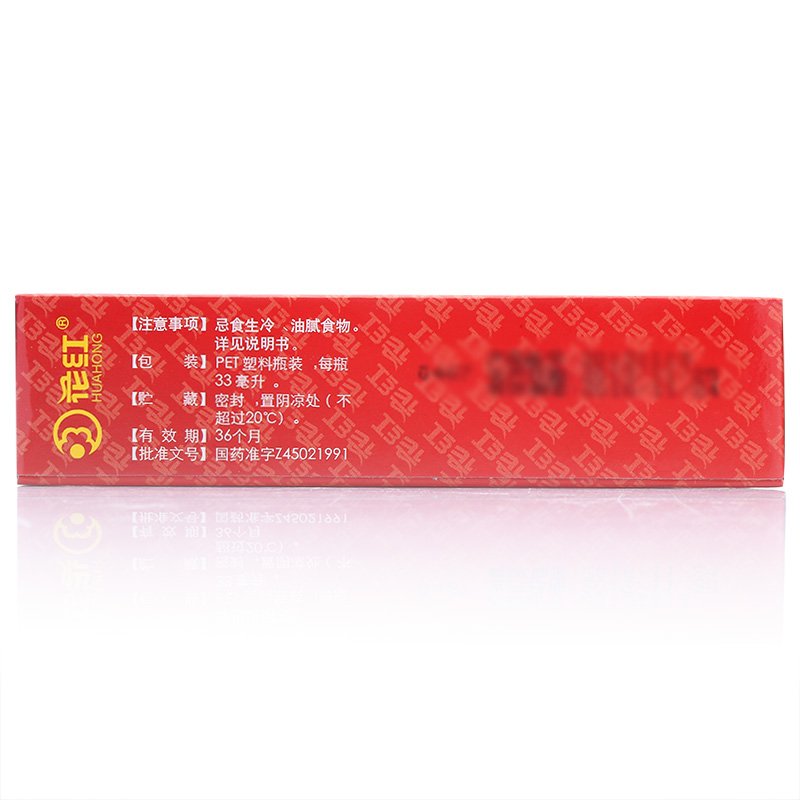 花红®
HUAHONG
【注意事项】忌食生冷、油腻食物。
详见说明书。
【包 装】PET塑料瓶装，每瓶
33毫升。
【贮 藏】密封，置阴凉处（不
超过20℃）。
【有 效 期】36个月
【批准文号】国药准字Z45021991